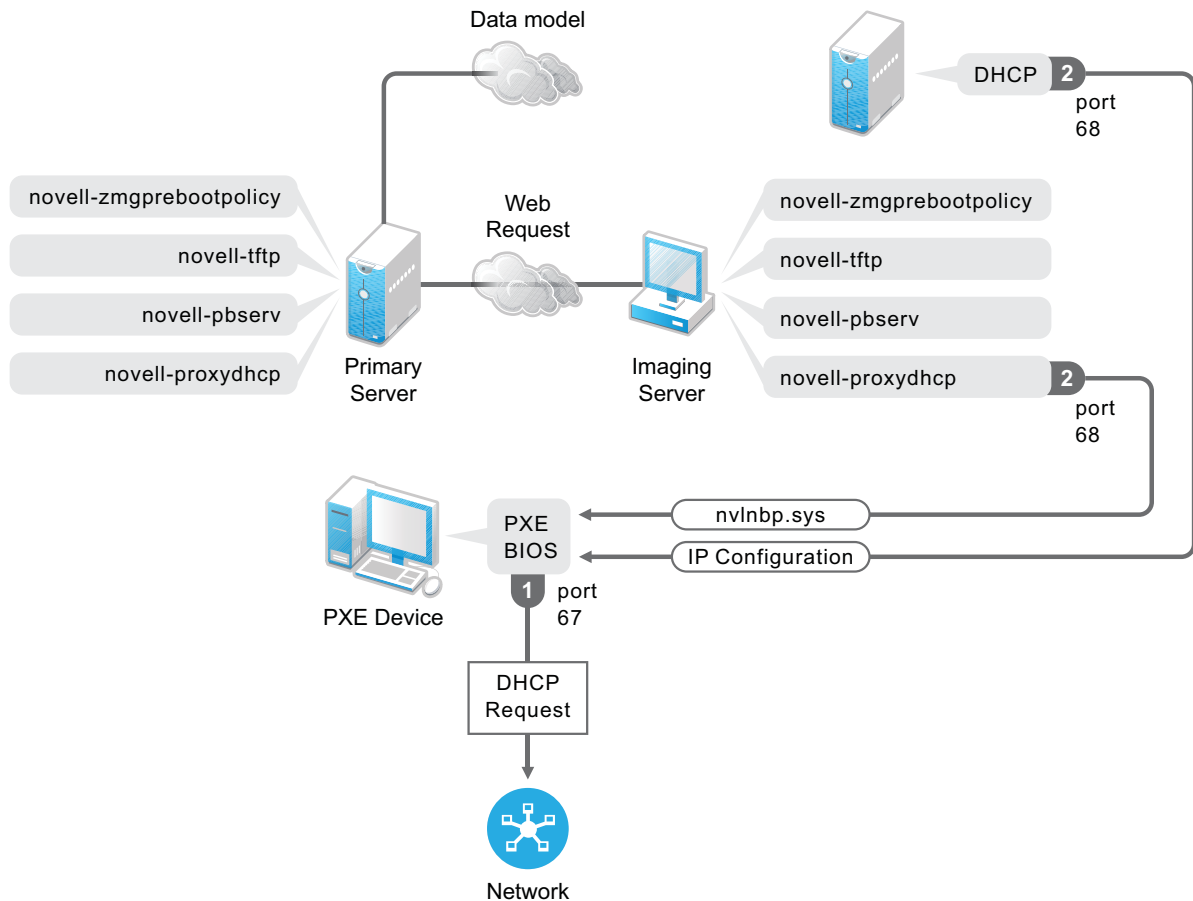 Data model
DHCP
2
port
68
novell-zmgprebootpolicy
novell-tftp
novell-pbserv
novell-proxydhcp
Web
Request
Primary
Server
Imaging
Server
novell-zmgprebootpolicy
novell-tftp
novell-pbserv
novell-proxydhcp
2
port
68
PXE
BIOS
nvlnbp.sys
IP Configuration
1
port
67
PXE Device
DHCP
Request
Network